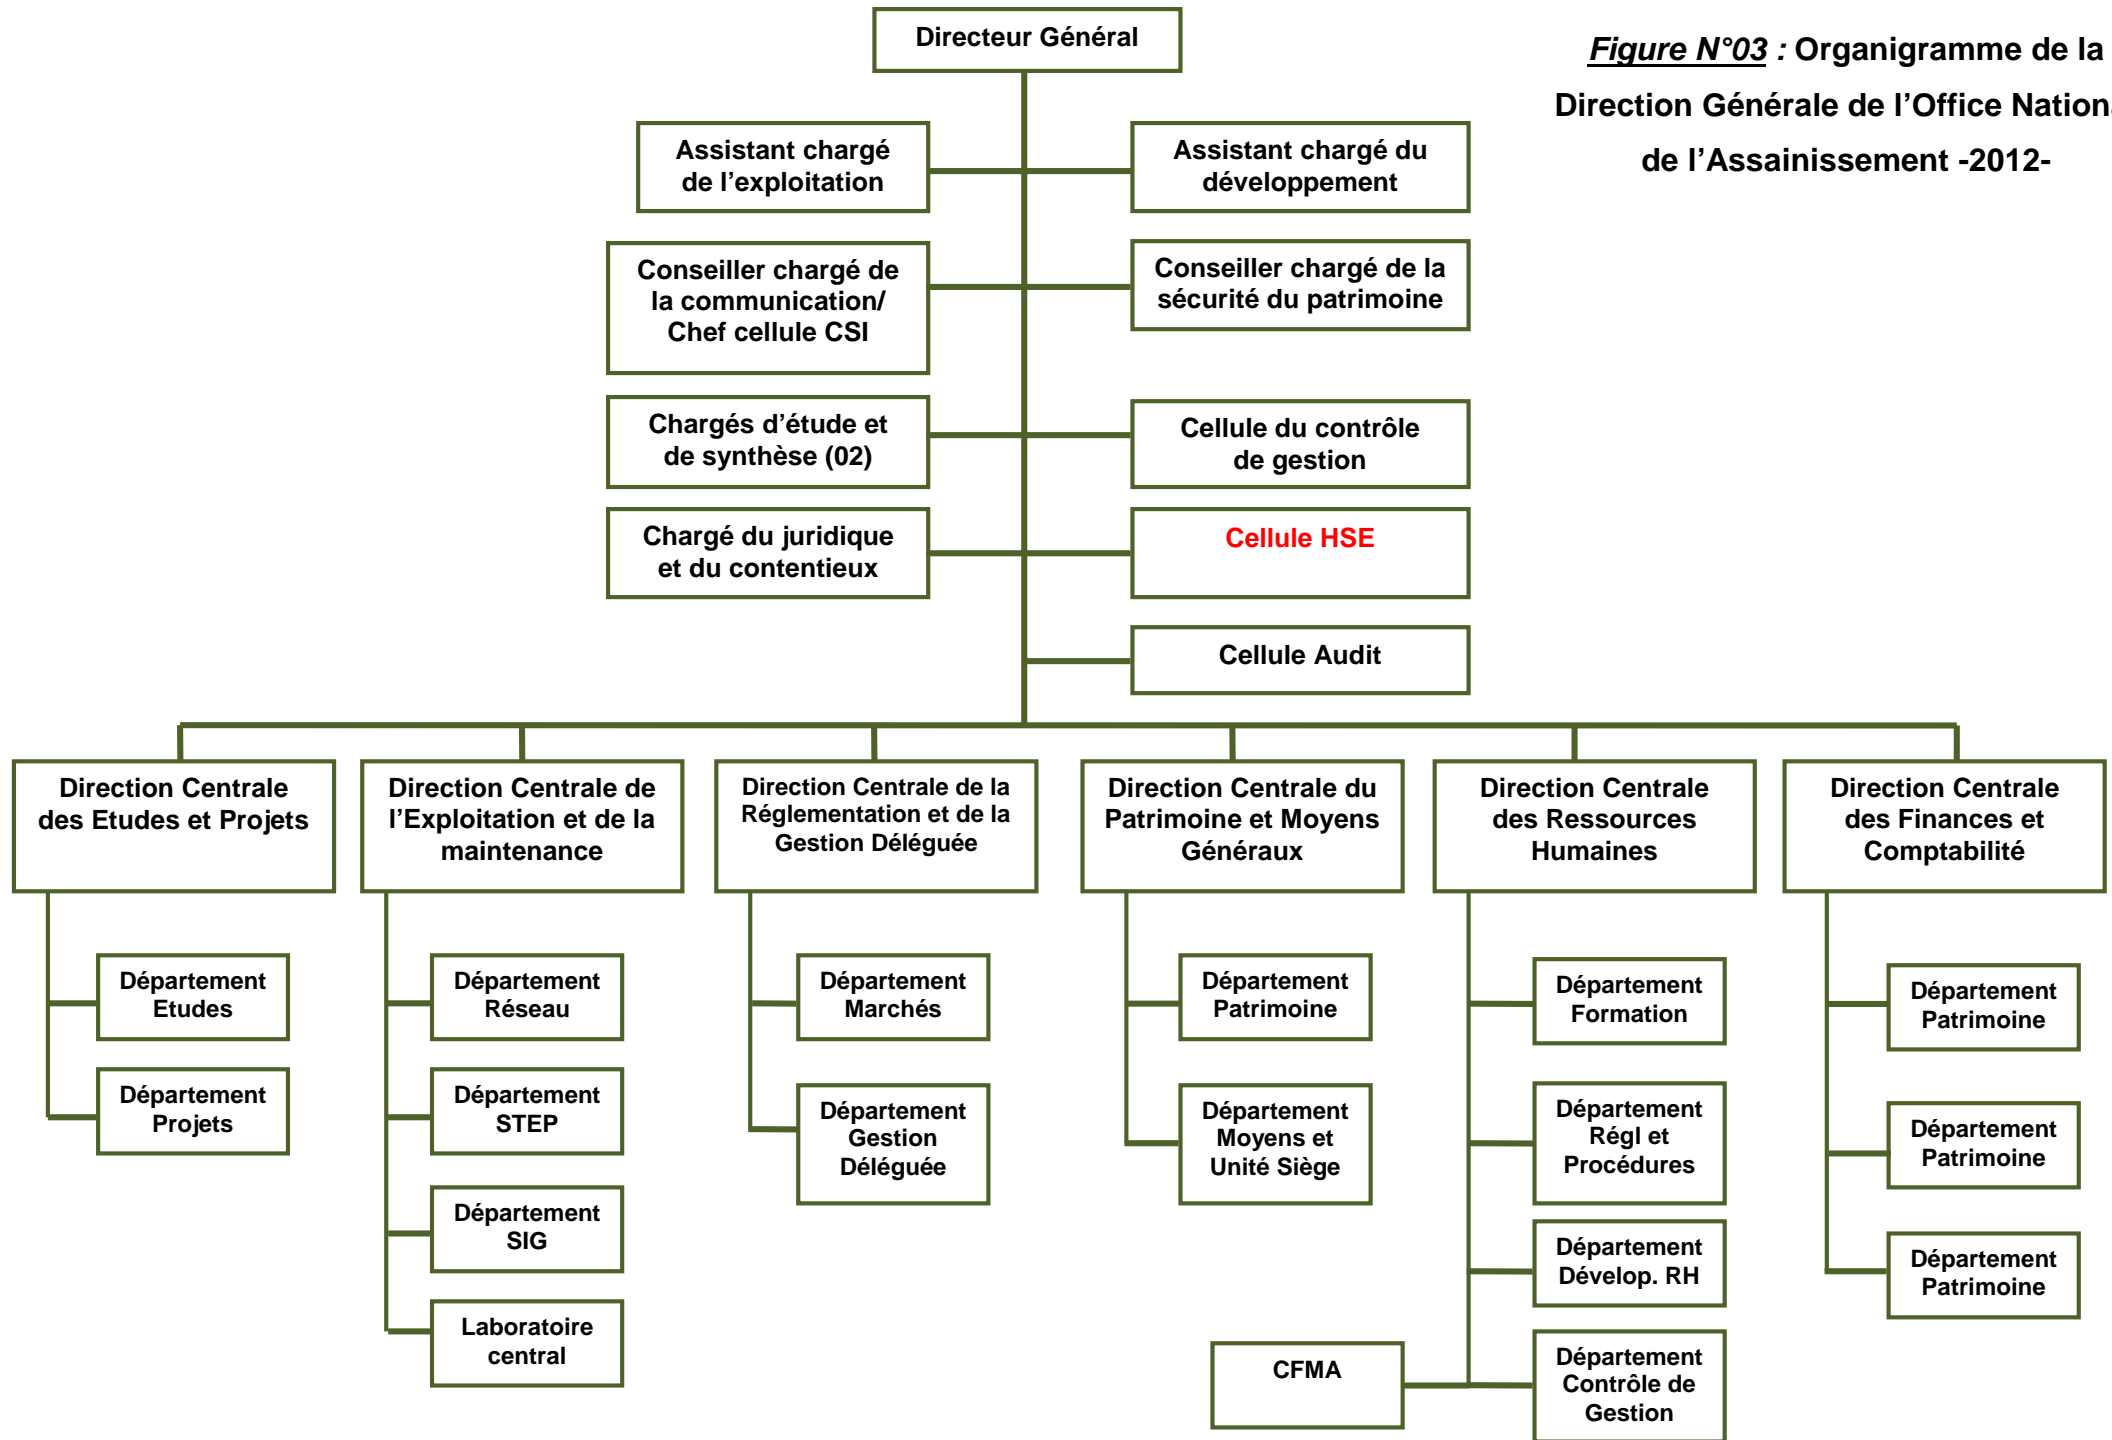 Directeur Général
Figure N°03 : Organigramme de la
Direction Générale de l'Office Nation
de l'Assainissement -2012-
Assistant chargé
de l'exploitation
Assistant chargé du
développement
Conseiller chargé de
la communication/
Chef cellule CSI
Conseiller chargé de la
sécurité du patrimoine
Chargés d'étude et
de synthèse (02)
Cellule du contrôle
de gestion
Chargé du juridique
et du contentieux
Cellule HSE
Cellule Audit
Direction Centrale
des Etudes et Projets
Direction Centrale de
l'Exploitation et de la
maintenance
Direction Centrale de la
Réglementation et de la
Gestion Déléguée
Direction Centrale du
Patrimoine et Moyens
Généraux
Direction Centrale
des Ressources
Humaines
Direction Centrale
des Finances et
Comptabilité
Département
Etudes
Département
Projets
Département
Réseau
Département
STEP
Département
SIG
Laboratoire
central
Département
Marchés
Département
Gestion
Déléguée
Département
Patrimoine
Département
Moyens et
Unité Siège
Département
Formation
Département
Régl et
Procédures
Département
Dévelop. RH
CFMA
Département
Contrôle de
Gestion
Département
Patrimoine
Département
Patrimoine
Département
Patrimoine